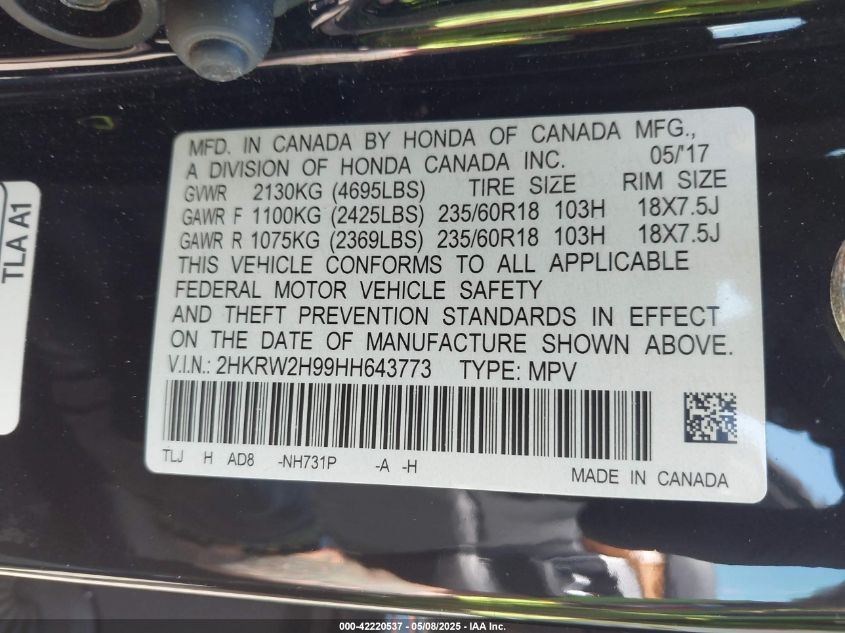 MFD. IN CANADA BY HONDA OF CANADA MFG.,
A DIVISION OF HONDA CANADA INC. 05/'17
GVWR 2130KG (4695LBS) TIRE SIZE RIM SIZE
GAWR F 1100KG (2425LBS) 235/60R18 103H 18X7.5J
GAWR R 1075KG (2369LBS) 235/60R18 103H 18X7.5J
THIS VEHICLE CONFORMS TO ALL APPLICABLE
FEDERAL MOTOR VEHICLE SAFETY
AND THEFT PREVENTION STANDARDS IN EFFECT
ON THE DATE OF MANUFACTURE SHOWN ABOVE.
V.I.N.: 2HKRW2H99HH643773 TYPE: MPV
TLJ H AD8 -NH731P -A -H
MADE IN CANADA
TLA A1
000-42220537 - 05/08/2025 - IAA Inc.